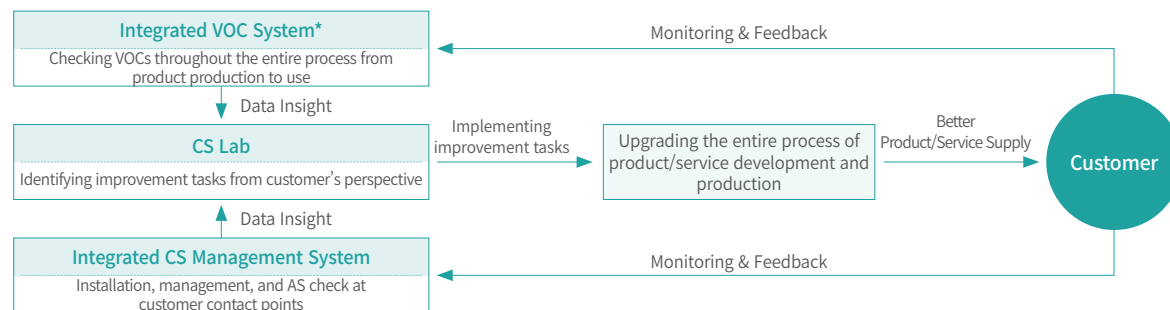 Integrated VOC System*
Checking VOCs throughout the entire process from
product production to use
Monitoring & Feedback
Data Insight
CS Lab
Identifying improvement tasks from customer's perspective
Implementing
improvement tasks
Upgrading the entire process of
product/service development and
production
Better
Product/Service Supply
Customer
Data Insight
Integrated CS Management System
Installation, management, and AS check at
customer contact points
Monitoring & Feedback